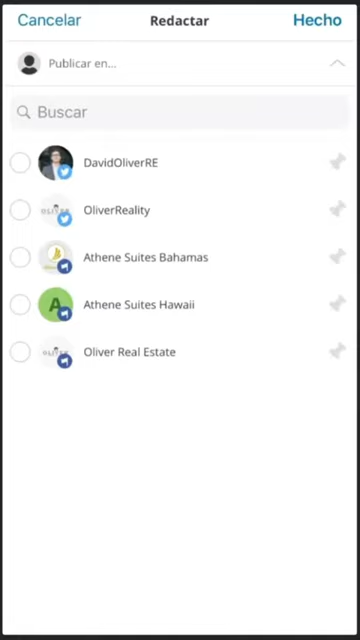 Cancelar Redactar Hecho
Publicar en...
Buscar
DavidOliverRE
OliverReality
Athene Suites Bahamas
A
Athene Suites Hawaii
Oliver Real Estate